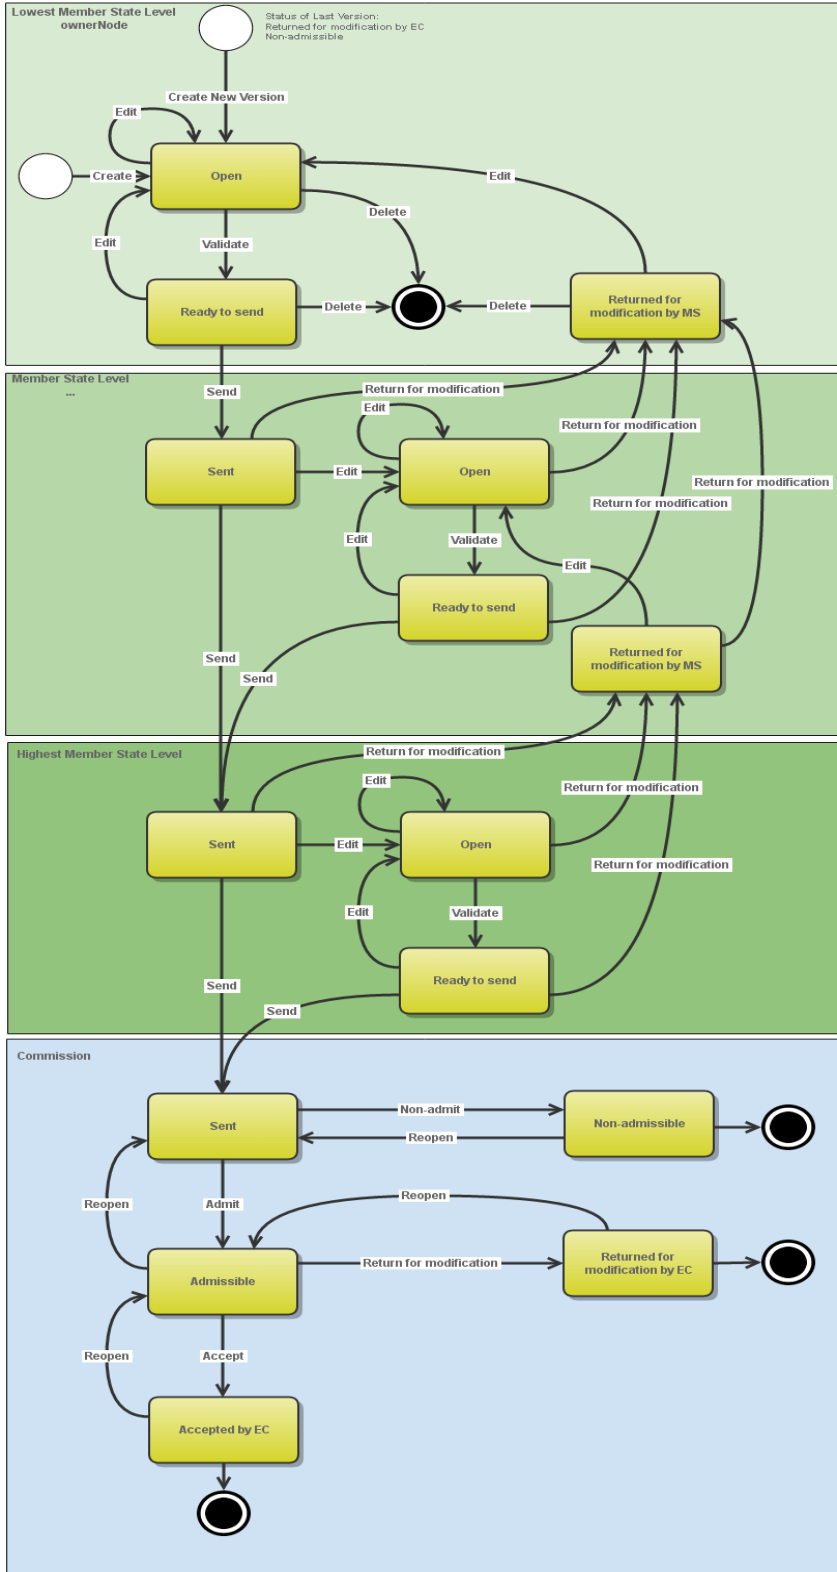 Lowest Member State Level
ownerNode
Status of Last Version:
Returned for modification by EC
Non-admissible
Create New Version
Edit
Create
Open
Edit
Delete
Edit
Validate
Ready to send
Delete
Delete
Returned for
modification by MS
Member State Level
...
Send
Return for modification
Edit
Return for modification
Sent
Edit
Open
Return for modification
Return for modification
Edit
Validate
Edit
Ready to send
Returned for
modification by MS
Send
Send
Highest Member State Level
Return for modification
Edit
Return for modification
Sent
Edit
Open
Return for modification
Edit
Validate
Ready to send
Send
Send
Commission
Sent
Non-admit
Non-admissible
Reopen
Reopen
Admit
Reopen
Admissible
Return for modification
Returned for
modification by EC
Reopen
Accept
Accepted by EC